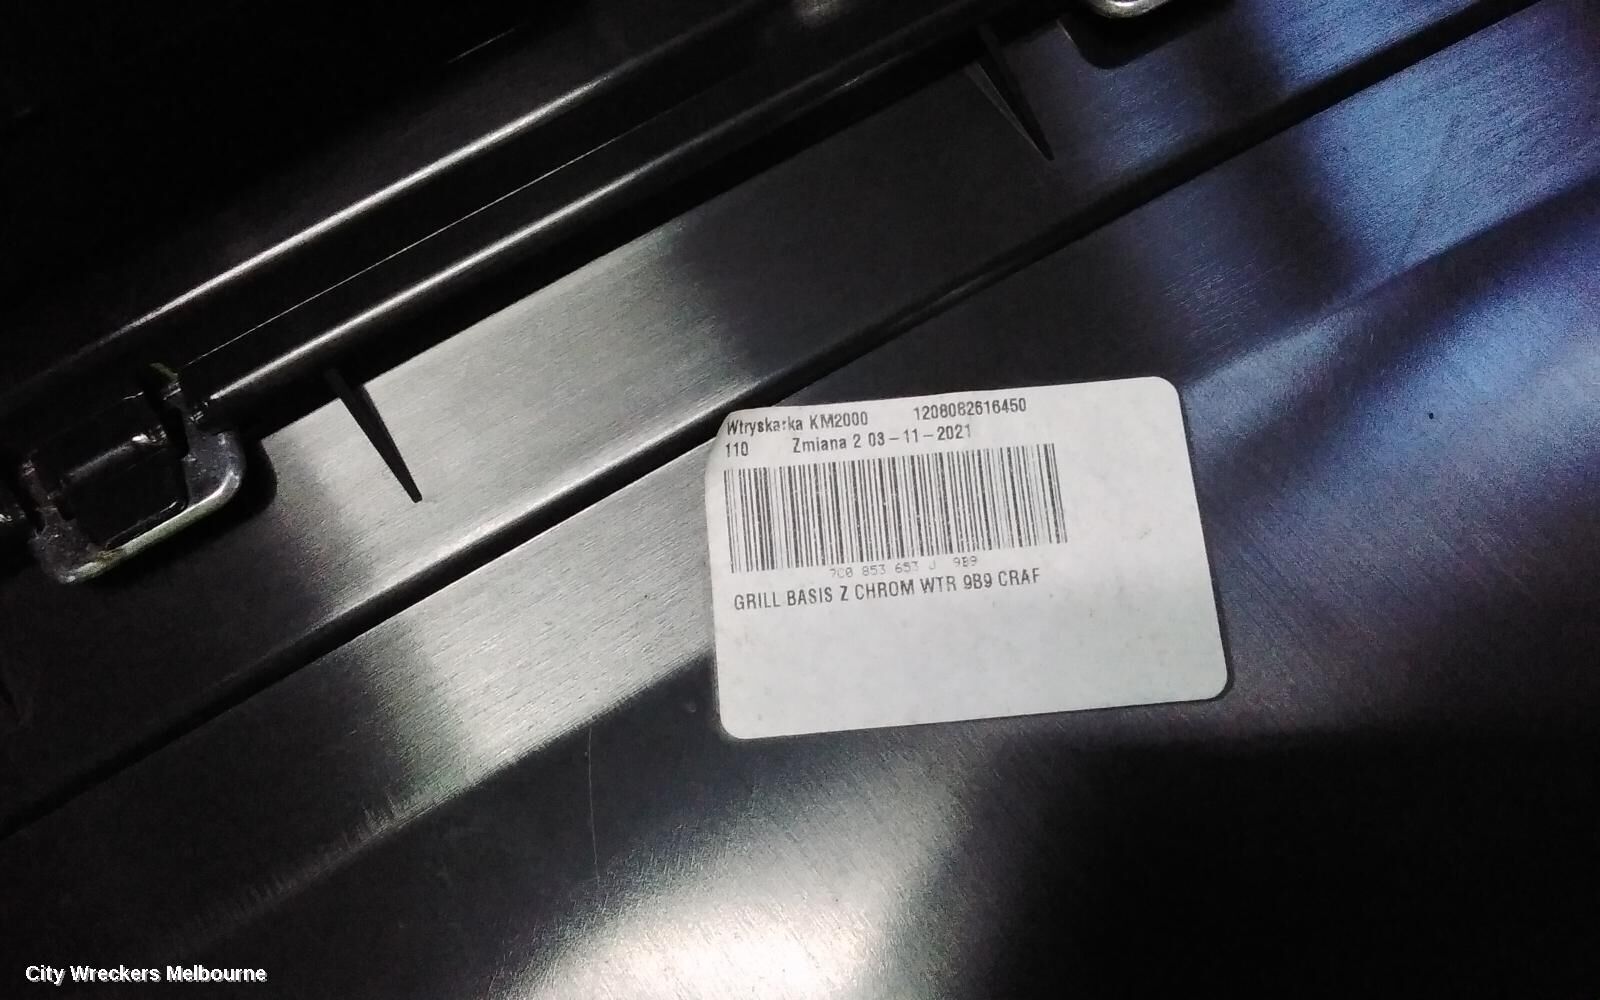 Wtryskarka KM2000 1208082616450
110 Zmiana 2 03-11-2021
7C0 853 653 J 9B9
GRILL BASIS Z CHROM WTR 9B9 CRAF
City Wreckers Melbourne